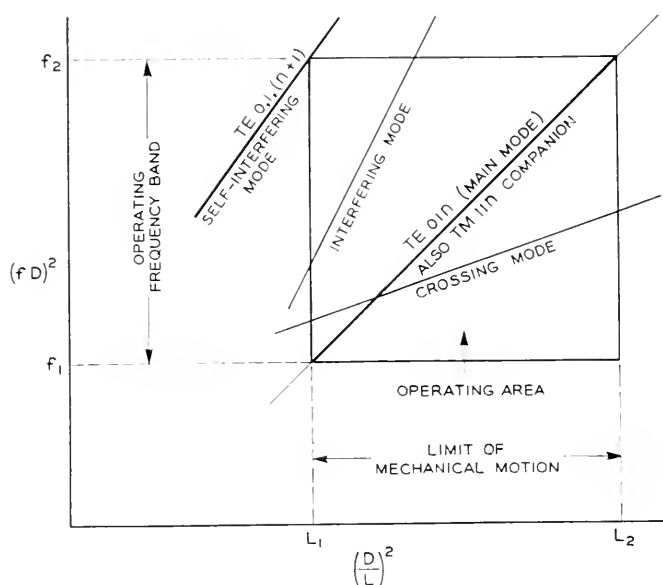 f2
TE 0,1,(n+1)
SELF-INTERFERING
MODE
INTERFERING MODE
TE 01n (MAIN MODE)
ALSO TM 11n COMPANION
CROSSING MODE
OPERATING
FREQUENCY BAND
(fD)²
f1
OPERATING AREA
LIMIT OF
MECHANICAL MOTION
L1
L2
(D/L)²